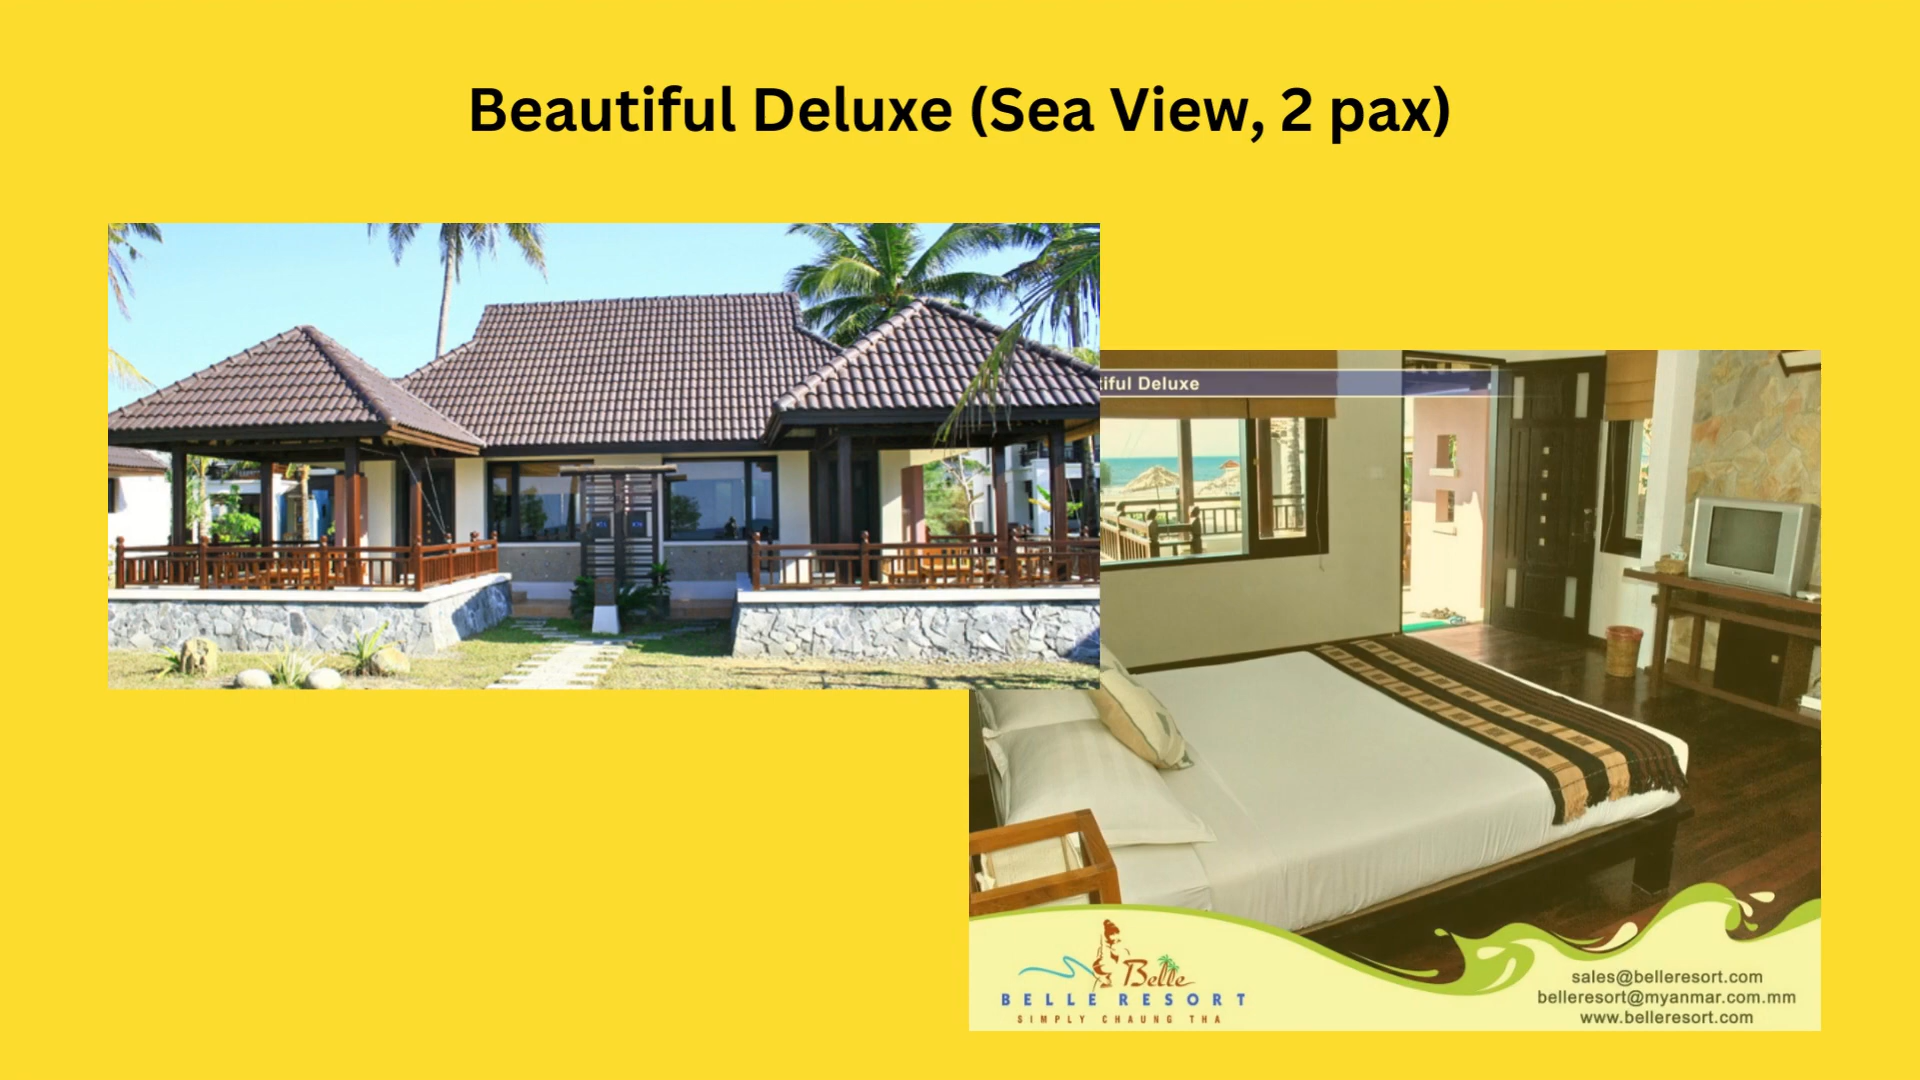 Beautiful Deluxe (Sea View, 2 pax)
tiful Deluxe
Belle
BELLE RESORT
SIMPLY CHAUNG THA
sales@belleresort.com
belleresort@myanmar.com.mm
www.belleresort.com